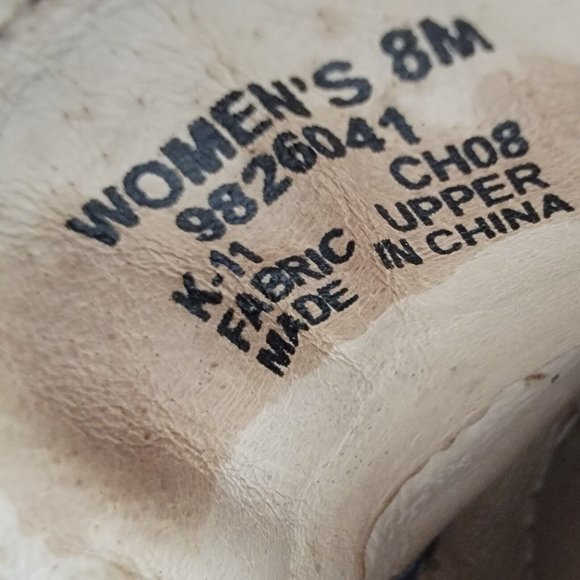 WOMEN'S 8M
9826041
K-11 CH08
FABRIC UPPER
MADE IN CHINA